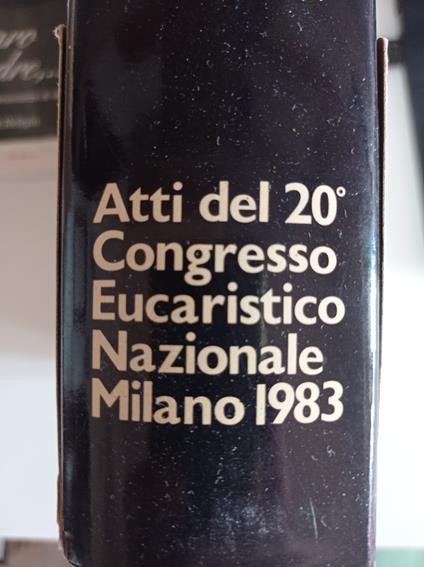 Atti del 20°
Congresso
Eucaristico
Nazionale
Milano 1983